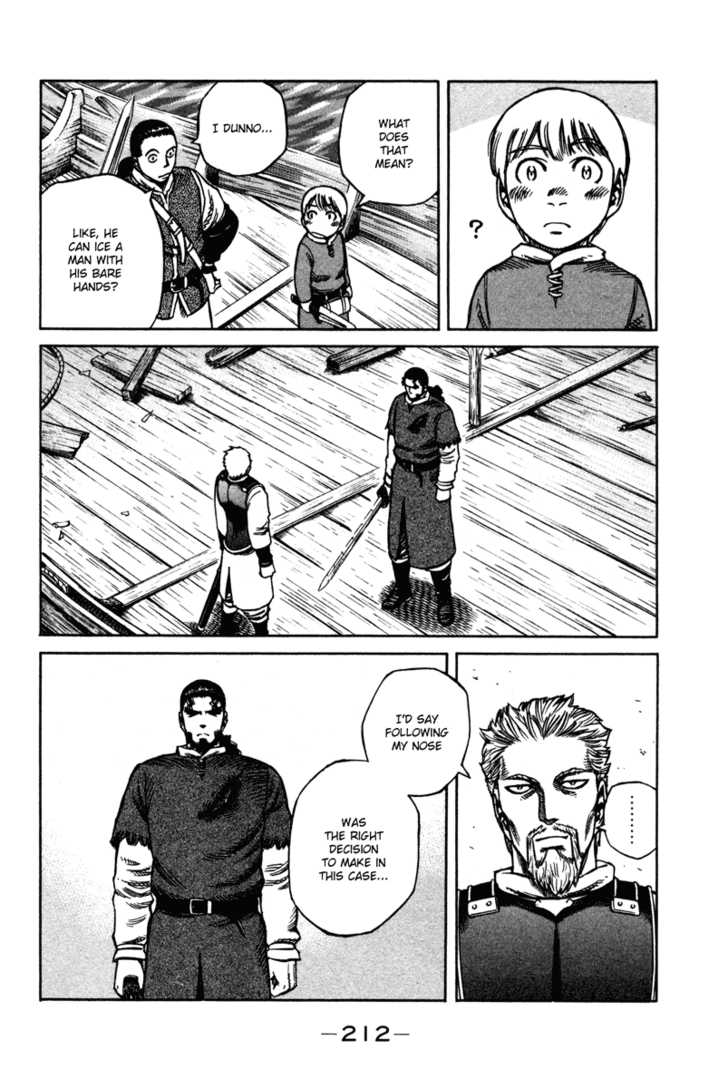 ?
WHAT
DOES
THAT
MEAN?
I DUNNO...
LIKE, HE
CAN ICE A
MAN WITH
HIS BARE
HANDS?
........
I'D SAY
FOLLOWING
MY NOSE
WAS
THE RIGHT
DECISION
TO MAKE IN
THIS CASE...
-212-